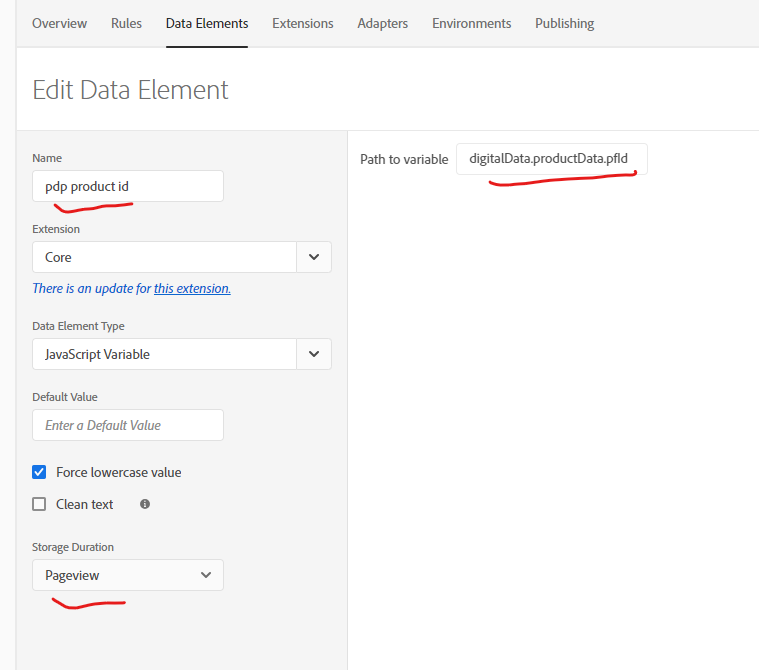 Overview Rules Data Elements Extensions Adapters Environments Publishing
Edit Data Element
Name
pdp product id
Path to variable digitalData.productData.pfId
Extension
Core
There is an update for this extension.
Data Element Type
JavaScript Variable
Default Value
Enter a Default Value
Force lowercase value
Clean text
Storage Duration
Pageview